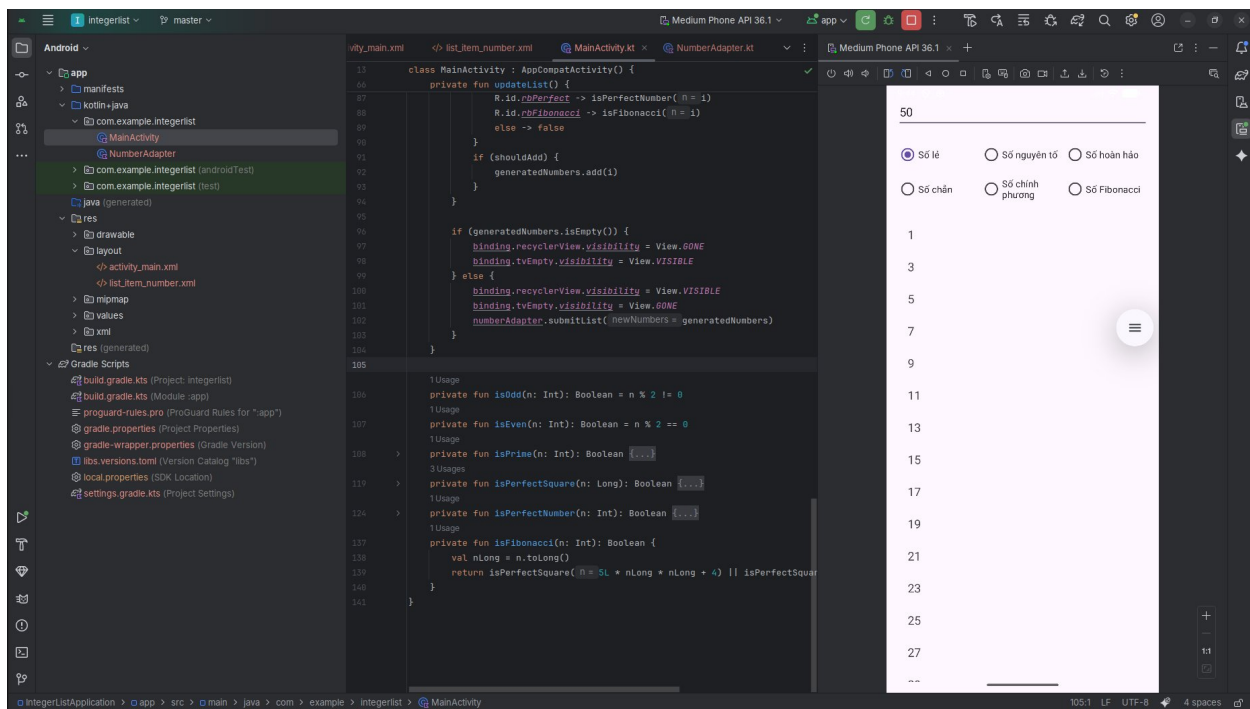 integerlist
master
Medium Phone API 36.1
app
Android
app
manifests
kotlin+java
com.example.integerlist
MainActivity
NumberAdapter
com.example.integerlist (androidTest)
com.example.integerlist (test)
java (generated)
res
drawable
layout
activity_main.xml
list_item_number.xml
mipmap
values
xml
res (generated)
Gradle Scripts
build.gradle.kts (Project: integerlist)
build.gradle.kts (Module :app)
proguard-rules.pro (ProGuard Rules for ":app")
gradle.properties (Project Properties)
gradle-wrapper.properties (Gradle Version)
libs.versions.toml (Version Catalog "libs")
local.properties (SDK Location)
settings.gradle.kts (Project Settings)
vity_main.xml list_item_number.xml MainActivity.kt NumberAdapter.kt
13 class MainActivity : AppCompatActivity() {
66 private fun updateList() {
87 R.id.rbPerfect -> isPerfectNumber( n = i)
88 R.id.rbFibonacci -> isFibonacci( n = i)
89 else -> false
90 }
91 if (shouldAdd) {
92 generatedNumbers.add(i)
93 }
94 }
95
96 if (generatedNumbers.isEmpty()) {
97 binding.recyclerView.visibility = View.GONE
98 binding.tvEmpty.visibility = View.VISIBLE
99 } else {
100 binding.recyclerView.visibility = View.VISIBLE
101 binding.tvEmpty.visibility = View.GONE
102 numberAdapter.submitList( newNumbers = generatedNumbers)
103 }
104 }
105
1 Usage
106 private fun isOdd(n: Int): Boolean = n % 2 != 0
1 Usage
107 private fun isEven(n: Int): Boolean = n % 2 == 0
1 Usage
108 private fun isPrime(n: Int): Boolean {...}
3 Usages
119 private fun isPerfectSquare(n: Long): Boolean {...}
1 Usage
124 private fun isPerfectNumber(n: Int): Boolean {...}
1 Usage
137 private fun isFibonacci(n: Int): Boolean {
138 val nLong = n.toLong()
139 return isPerfectSquare( n = 5L * nLong * nLong + 4) || isPerfectSquar
140 }
141 }
Medium Phone API 36.1
50
Số lẻ Số nguyên tố Số hoàn hảo
Số chẵn Số chính phương Số Fibonacci
1
3
5
7
9
11
13
15
17
19
21
23
25
27
1:1
IntegerListApplication > app > src > main > java > com > example > integerlist > MainActivity
105:1 LF UTF-8 4 spaces